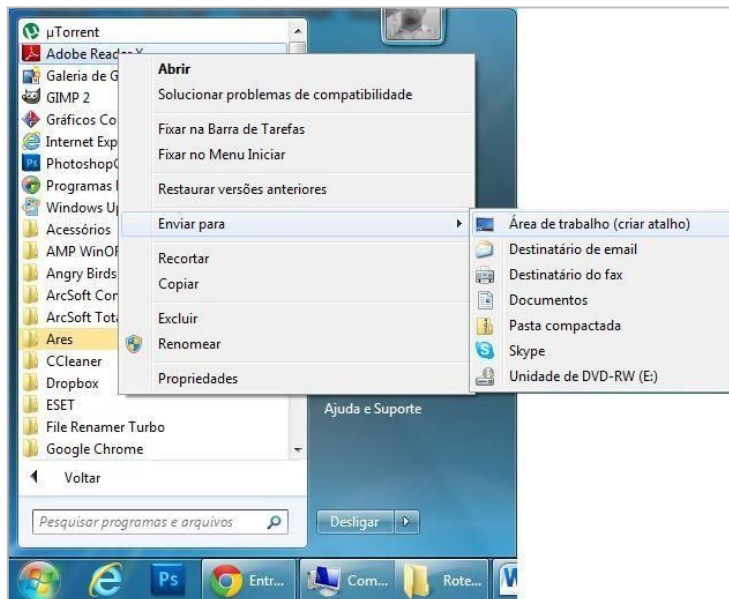 µTorrent
Adobe Reader X
Galeria de G
GIMP 2
Gráficos Co
Internet Exp
Programas
Windows U
Acessórios
AMP WinOF
Angry Birds
ArcSoft Con
ArcSoft Tot
Ares
CCleaner
Dropbox
ESET
File Renamer Turbo
Google Chrome
Voltar
Pesquisar programas e arquivos
Abrir
Solucionar problemas de compatibilidade
Fixar na Barra de Tarefas
Fixar no Menu Iniciar
Restaurar versões anteriores
Enviar para
Recortar
Copiar
Excluir
Renomear
Propriedades
Área de trabalho (criar atalho)
Destinatário de email
Destinatário do fax
Documentos
Pasta compactada
Skype
Unidade de DVD-RW (E:)
Ajuda e Suporte
Desligar
Ps
Entr...
Com...
Rote...
W